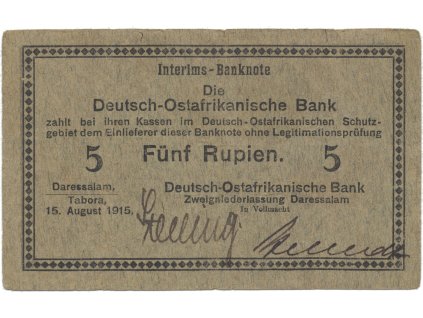 Interims-Banknote
Die
Deutsch-Ostafrikanische Bank
zahlt bei ihren Kassen im Deutsch-Ostafrikanischen Schutz-
gebiet dem Einlieferer dieser Banknote ohne Legitimationsprüfung
5 Fünf Rupien. 5
Daressalam, Deutsch-Ostafrikanische Bank
Tabora, Zweigniederlassung Daressalam
15. August 1915. In Vollmacht